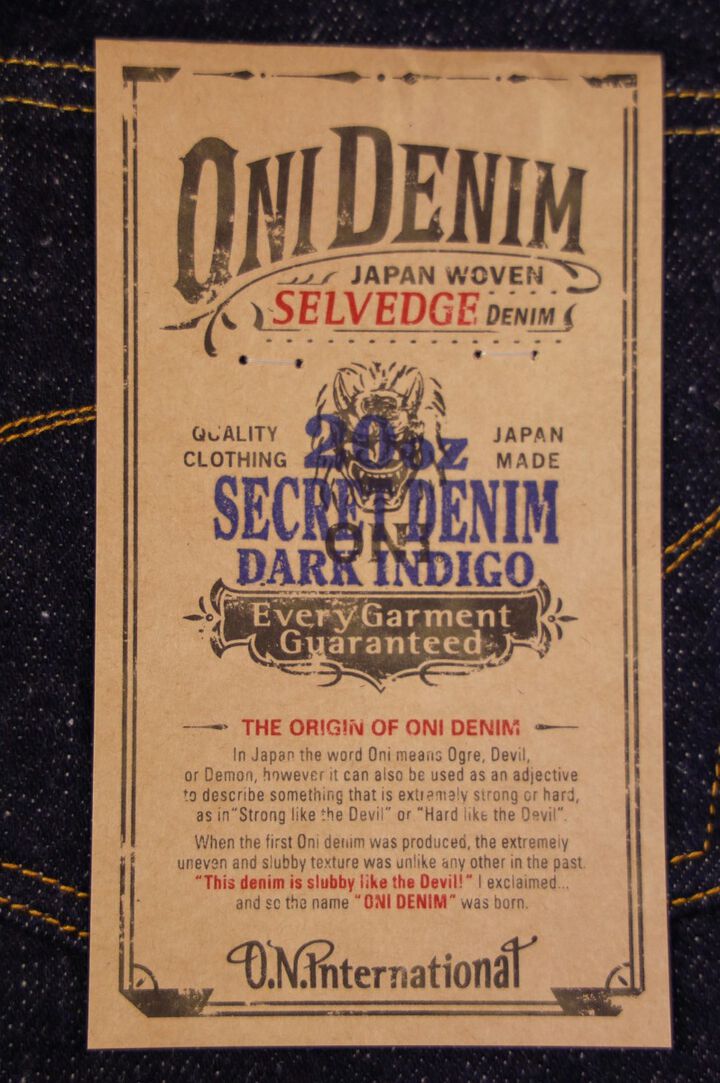 ONI DENIM
JAPAN WOVEN
SELVEDGE DENIM
QUALITY CLOTHING
20oz
JAPAN MADE
SECRET DENIM
ONI
DARK INDIGO
Every Garment
Guaranteed
THE ORIGIN OF ONI DENIM
In Japan the word Oni means Ogre, Devil,
or Demon, however it can also be used as an adjective
to describe something that is extremely strong or hard,
as in "Strong like the Devil" or "Hard like the Devil".
When the first Oni denim was produced, the extremely
uneven and slubby texture was unlike any other in the past.
"This denim is slubby like the Devil!" I exclaimed...
and so the name "ONI DENIM" was born.
O.N.International